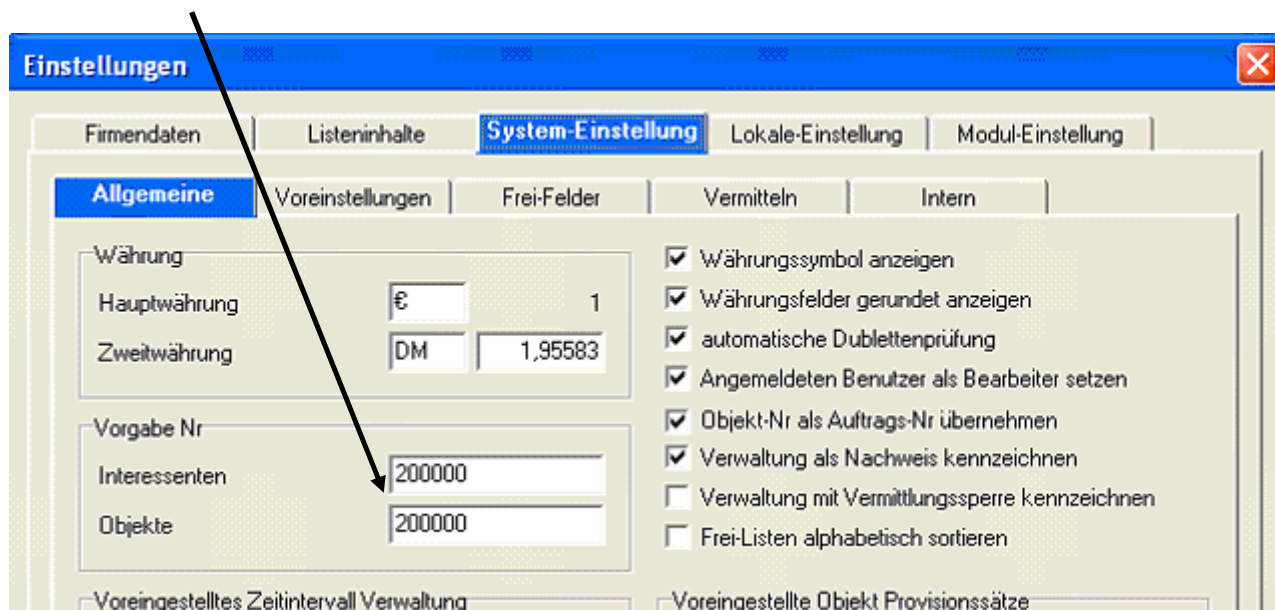 Einstellungen
Firmendaten Listeninhalte System-Einstellung Lokale-Einstellung Modul-Einstellung
Allgemeine Voreinstellungen Frei-Felder Vermitteln Intern
Währung
Hauptwährung € 1
Zweitwährung DM 1,95583
Vorgabe Nr
Interessenten 200000
Objekte 200000
Währungssymbol anzeigen
Währungsfelder gerundet anzeigen
automatische Dublettenprüfung
Angemeldeten Benutzer als Bearbeiter setzen
Objekt-Nr als Auftrags-Nr übernehmen
Verwaltung als Nachweis kennzeichnen
Verwaltung mit Vermittlungssperre kennzeichnen
Frei-Listen alphabetisch sortieren
Voreingestelltes Zeitintervall Verwaltung
Voreingestellte Objekt Provisionssätze